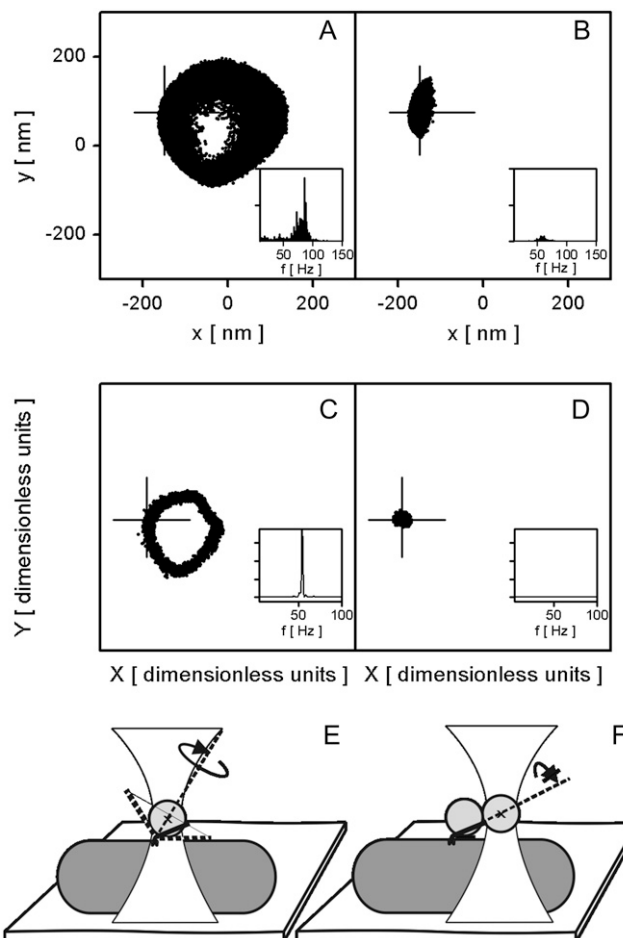 A
B
y [ nm]
200
0
-200
50 100 150
f [ Hz ]
50 100 150
f [ Hz ]
-200 0 200
-200 0 200
x [ nm]
x [ nm]
C
D
Y [ dimensionless units ]
50 100
f [ Hz ]
50 100
f [ Hz ]
X [ dimensionless units ]
X [ dimensionless units ]
E
F